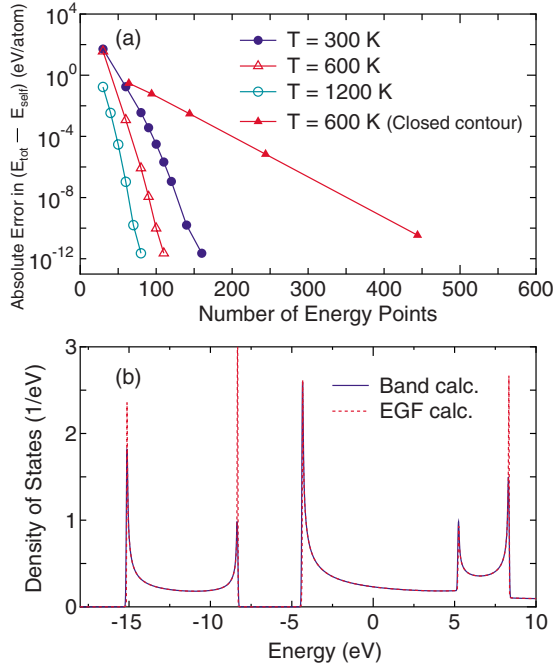 (a)
T = 300 K
T = 600 K
T = 1200 K
T = 600 K (Closed contour)
Absolute Error in (E_tot − E_self) (eV/atom)
10^4
10^0
10^-4
10^-8
10^-12
0 100 200 300 400 500 600
Number of Energy Points
(b)
Band calc.
EGF calc.
Density of States (1/eV)
3
2
1
0
-15 -10 -5 0 5 10
Energy (eV)